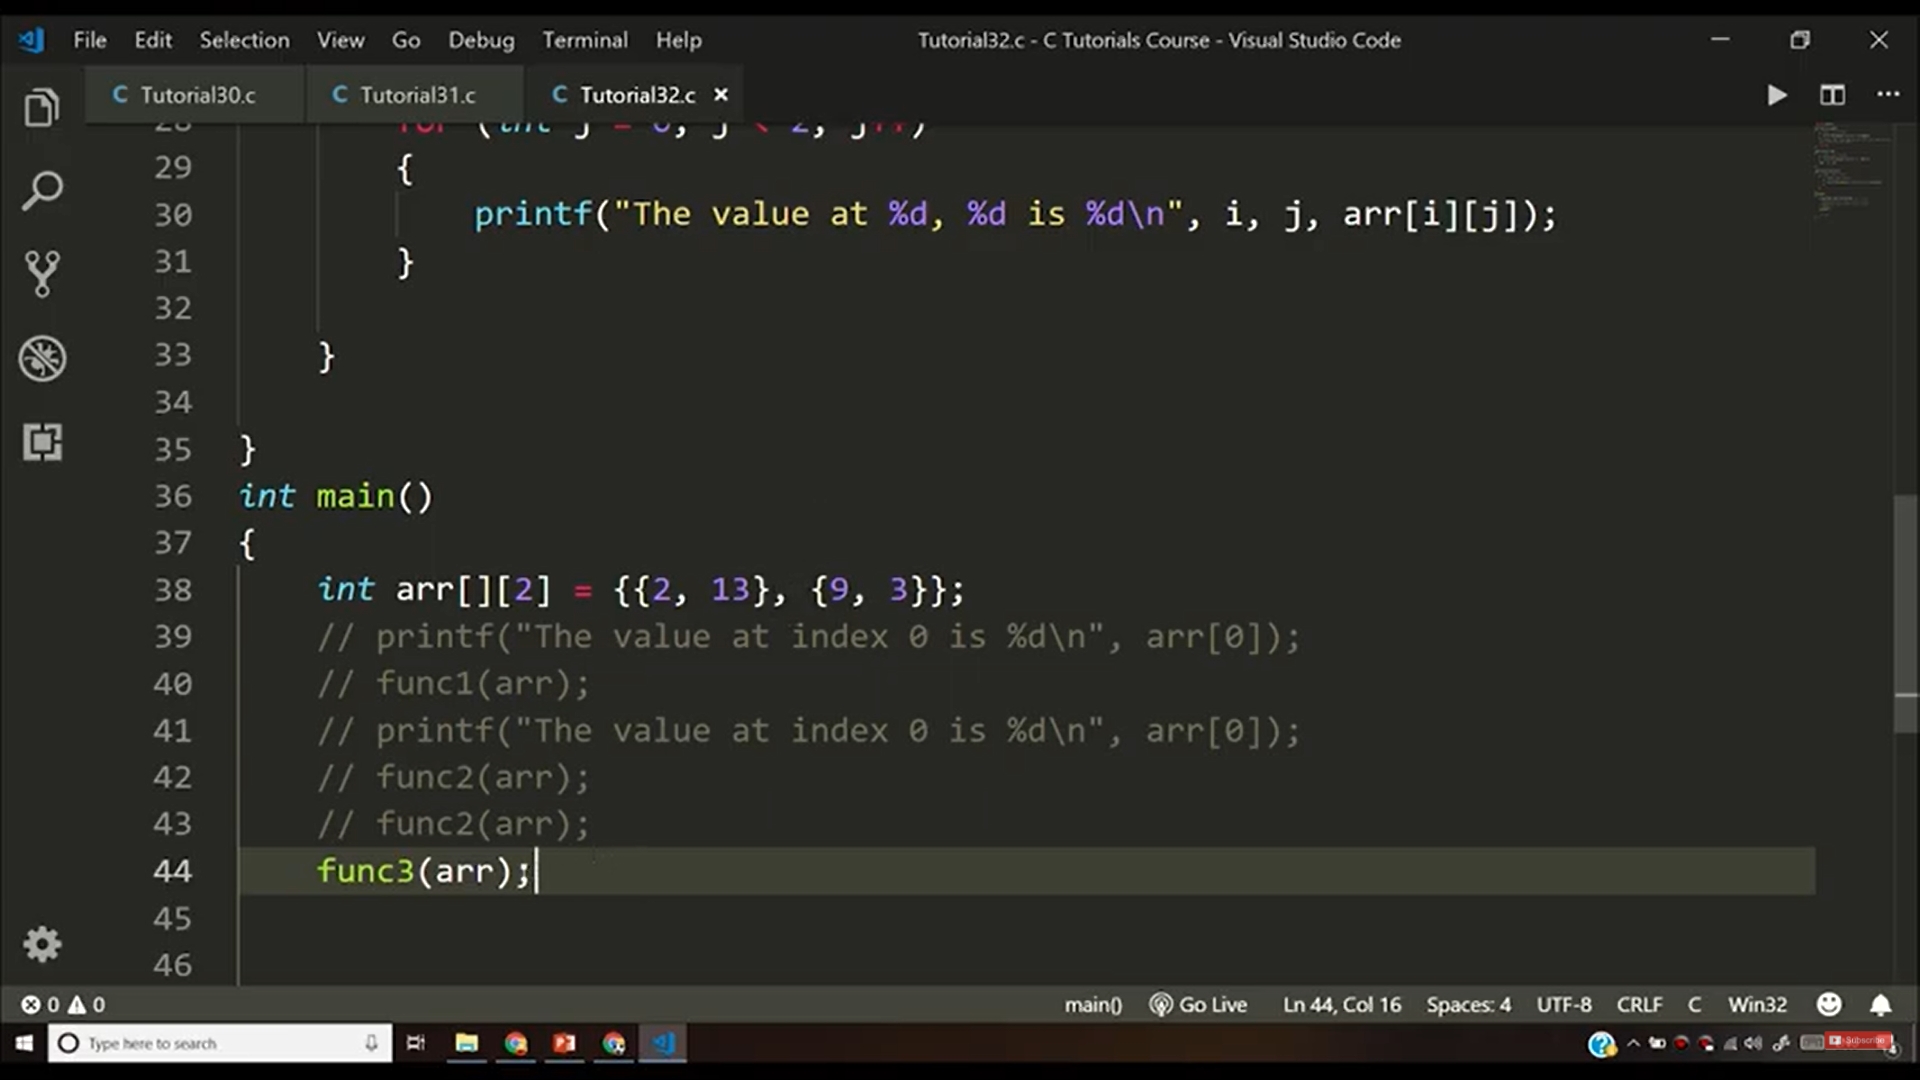 File Edit Selection View Go Debug Terminal Help Tutorial32.c - C Tutorials Course - Visual Studio Code
Tutorial30.c Tutorial31.c Tutorial32.c
28 for (int j = 0; j < 2; j++)
29 {
30 printf("The value at %d, %d is %d\n", i, j, arr[i][j]);
31 }
32
33 }
34
35 }
36 int main()
37 {
38 int arr[][2] = {{2, 13}, {9, 3}};
39 // printf("The value at index 0 is %d\n", arr[0]);
40 // func1(arr);
41 // printf("The value at index 0 is %d\n", arr[0]);
42 // func2(arr);
43 // func2(arr);
44 func3(arr);
45
46
0 0 main() Go Live Ln 44, Col 16 Spaces: 4 UTF-8 CRLF C Win32
Type here to search Subscribe